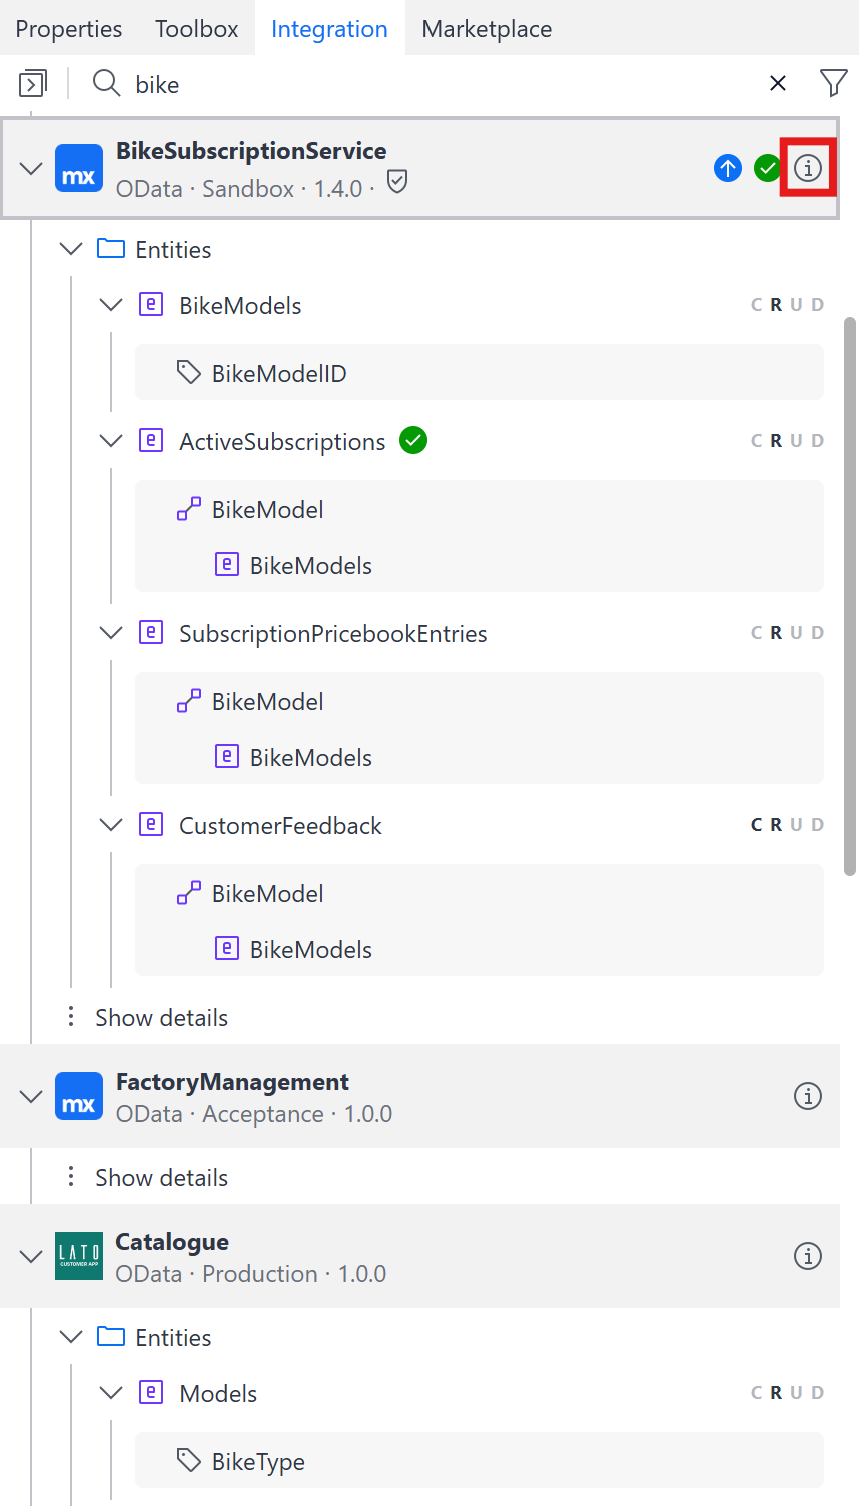 Properties Toolbox Integration Marketplace
bike
BikeSubscriptionService
mx
OData · Sandbox · 1.4.0 ·
Entities
BikeModels C R U D
BikeModelID
ActiveSubscriptions C R U D
BikeModel
BikeModels
SubscriptionPricebookEntries C R U D
BikeModel
BikeModels
CustomerFeedback C R U D
BikeModel
BikeModels
Show details
FactoryManagement
mx
OData · Acceptance · 1.0.0
Show details
Catalogue
LATO
CUSTOMER APP
OData · Production · 1.0.0
Entities
Models C R U D
BikeType